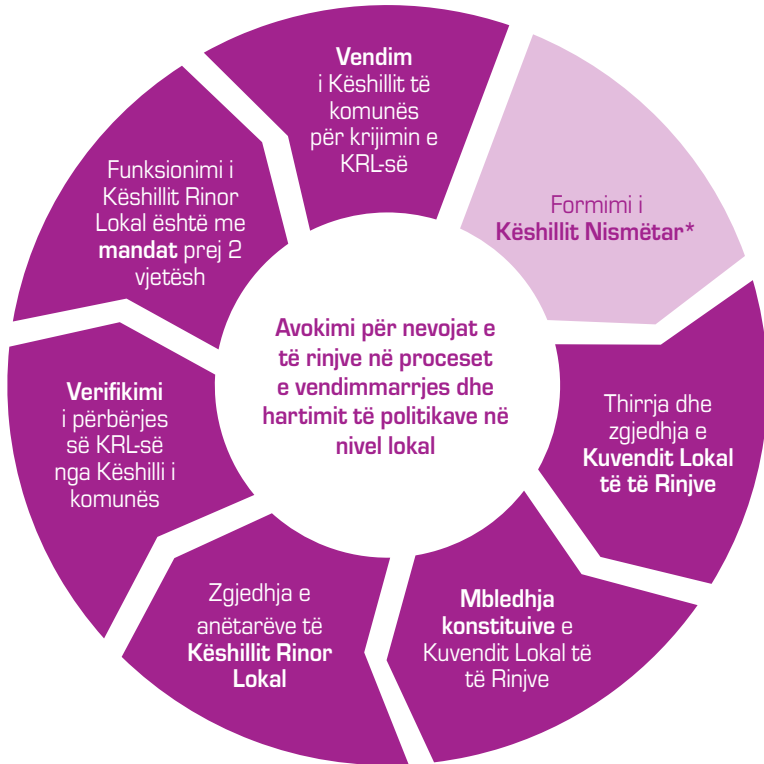 Vendim
i Këshillit të
komunës
për krijimin e
KRL-së
Formimi i
Këshillit Nismëtar*
Thirrja dhe
zgjedhja e
Kuvendit Lokal
të të Rinjve
Mbledhja
konstituive e
Kuvendit Lokal të
të Rinjve
Zgjedhja e
anëtarëve të
Këshillit Rinor
Lokal
Verifikimi
i përbërjes
së KRL-së
nga Këshilli i
komunës
Funksionimi i
Këshillit Rinor
Lokal është me
mandat prej 2
vjetësh
Avokimi për nevojat e
të rinjve në proceset
e vendimmarrjes dhe
hartimit të politikave në
nivel lokal